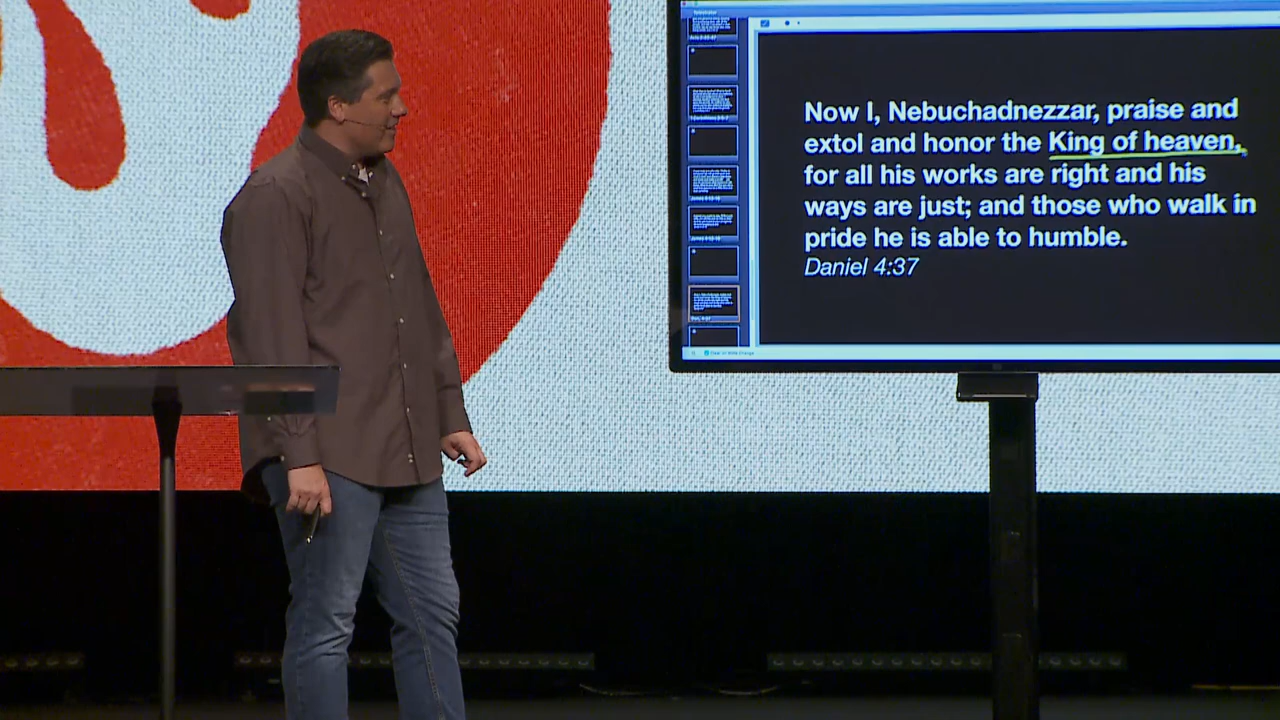 Now I, Nebuchadnezzar, praise and
extol and honor the King of heaven,
for all his works are right and his
ways are just; and those who walk in
pride he is able to humble.
Daniel 4:37